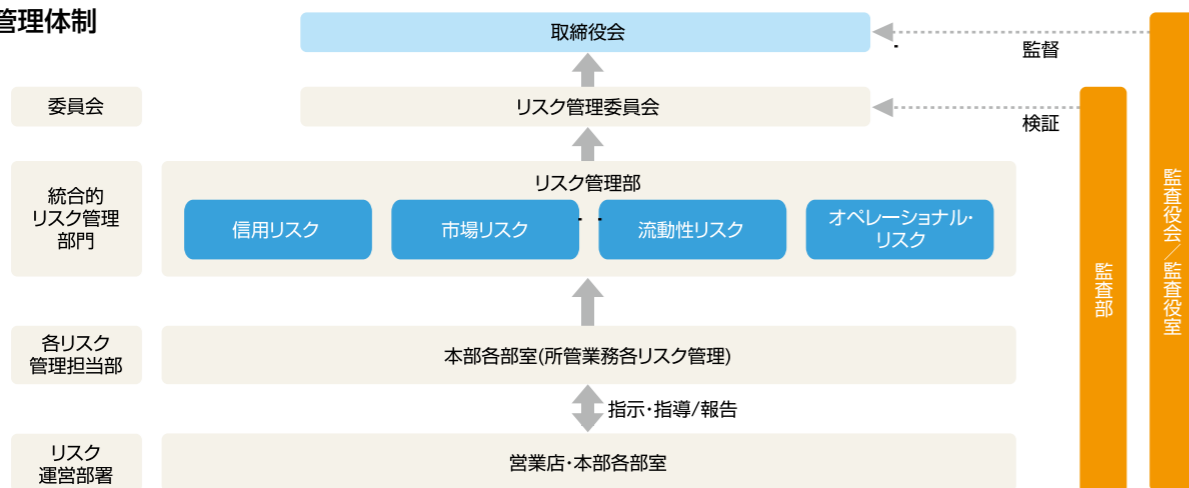 管理体制
取締役会
監督
委員会
リスク管理委員会
検証
統合的
リスク管理
部門
リスク管理部
信用リスク
市場リスク
流動性リスク
オペレーショナル・
リスク
各リスク
管理担当部
本部各部室(所管業務各リスク管理)
指示・指導/報告
リスク
運営部署
営業店・本部各部室
監査部
監査役会/監査役室